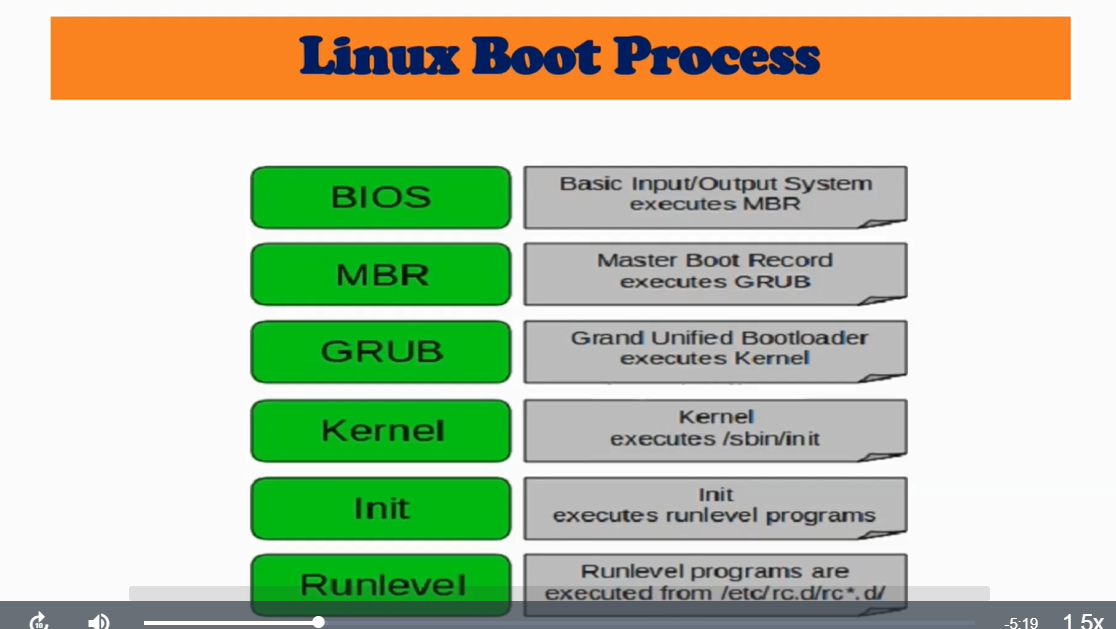 Linux Boot Process
BIOS
Basic Input/Output System
executes MBR
MBR
Master Boot Record
executes GRUB
GRUB
Grand Unified Bootloader
executes Kernel
Kernel
Kernel
executes /sbin/init
Init
Init
executes runlevel programs
Runlevel
Runlevel programs are
executed from /etc/rc.d/rc*.d/
10
-5:19
1.5x